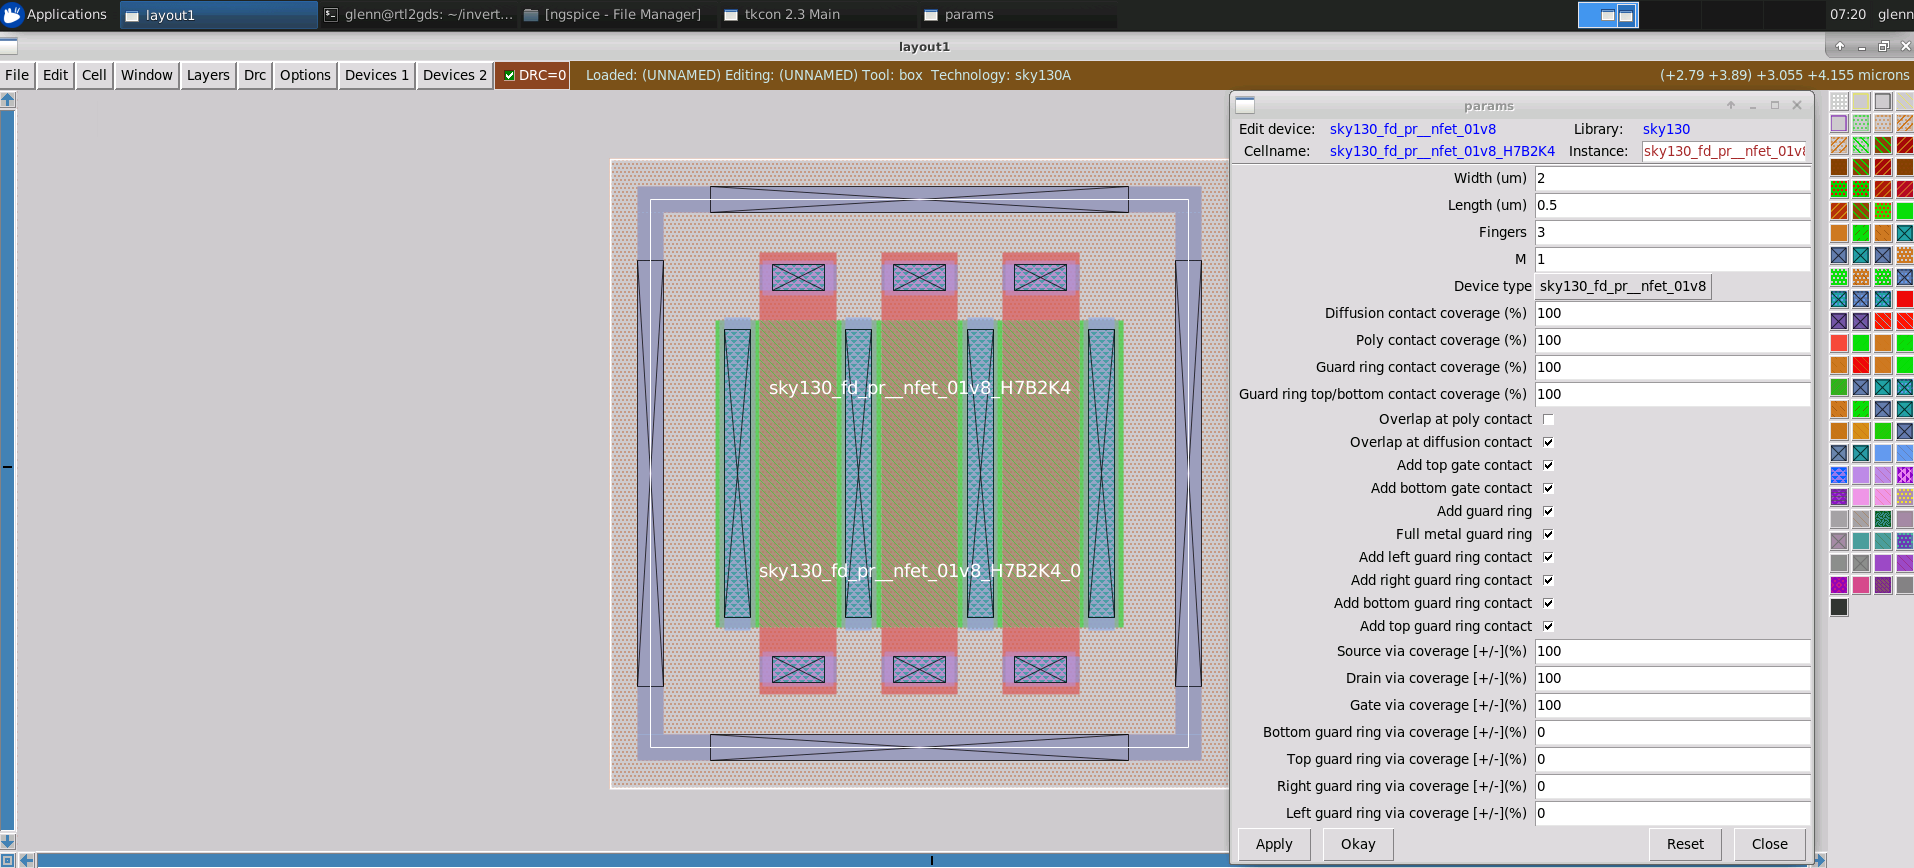 Applications layout1 glenn@rtl2gds: ~/invert... [ngspice - File Manager] tkcon 2.3 Main params 07:20 glenn
layout1
File Edit Cell Window Layers Drc Options Devices 1 Devices 2 DRC=0 Loaded: (UNNAMED) Editing: (UNNAMED) Tool: box Technology: sky130A (+2.79 +3.89) +3.055 +4.155 microns
params
Edit device: sky130_fd_pr__nfet_01v8 Library: sky130
Cellname: sky130_fd_pr__nfet_01v8_H7B2K4 Instance: sky130_fd_pr__nfet_01v8
Width (um) 2
Length (um) 0.5
Fingers 3
M 1
Device type sky130_fd_pr__nfet_01v8
Diffusion contact coverage (%) 100
Poly contact coverage (%) 100
Guard ring contact coverage (%) 100
Guard ring top/bottom contact coverage (%) 100
Overlap at poly contact
Overlap at diffusion contact
Add top gate contact
Add bottom gate contact
Add guard ring
Full metal guard ring
Add left guard ring contact
Add right guard ring contact
Add bottom guard ring contact
Add top guard ring contact
Source via coverage [+/-](%) 100
Drain via coverage [+/-](%) 100
Gate via coverage [+/-](%) 100
Bottom guard ring via coverage [+/-](%) 0
Top guard ring via coverage [+/-](%) 0
Right guard ring via coverage [+/-](%) 0
Left guard ring via coverage [+/-](%) 0
Apply Okay Reset Close
sky130_fd_pr__nfet_01v8_H7B2K4
sky130_fd_pr__nfet_01v8_H7B2K4_0